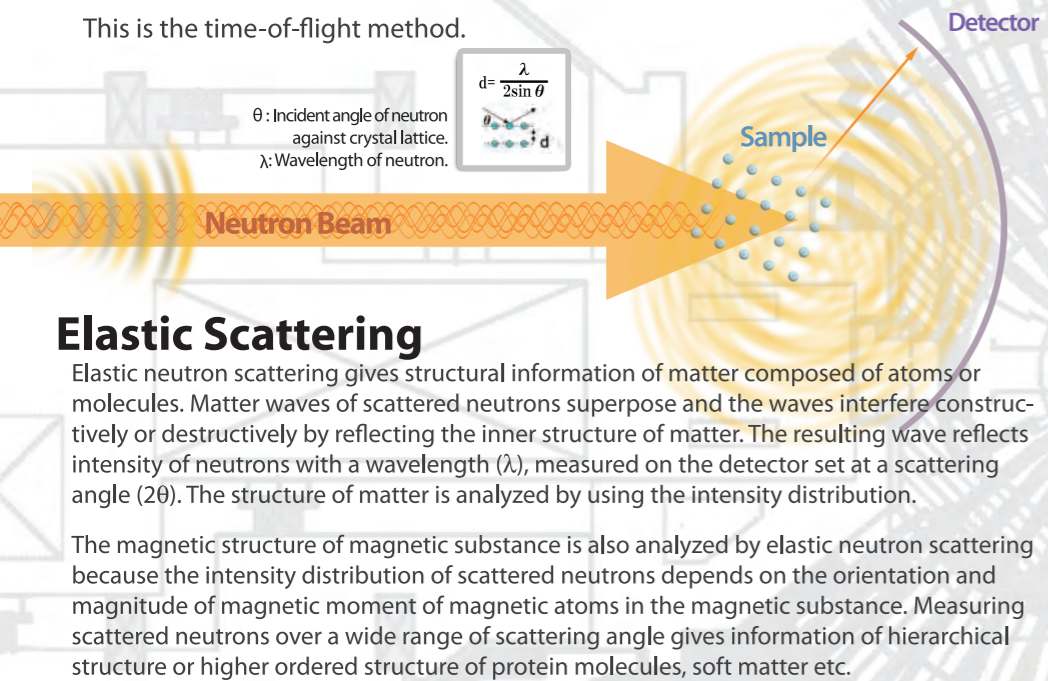 This is the time-of-flight method.
Detector
d= λ / 2sin θ
θ : Incident angle of neutron
against crystal lattice.
λ: Wavelength of neutron.
θ
d
Sample
Neutron Beam
Elastic Scattering
Elastic neutron scattering gives structural information of matter composed of atoms or
molecules. Matter waves of scattered neutrons superpose and the waves interfere construc-
tively or destructively by reflecting the inner structure of matter. The resulting wave reflects
intensity of neutrons with a wavelength (λ), measured on the detector set at a scattering
angle (2θ). The structure of matter is analyzed by using the intensity distribution.
The magnetic structure of magnetic substance is also analyzed by elastic neutron scattering
because the intensity distribution of scattered neutrons depends on the orientation and
magnitude of magnetic moment of magnetic atoms in the magnetic substance. Measuring
scattered neutrons over a wide range of scattering angle gives information of hierarchical
structure or higher ordered structure of protein molecules, soft matter etc.